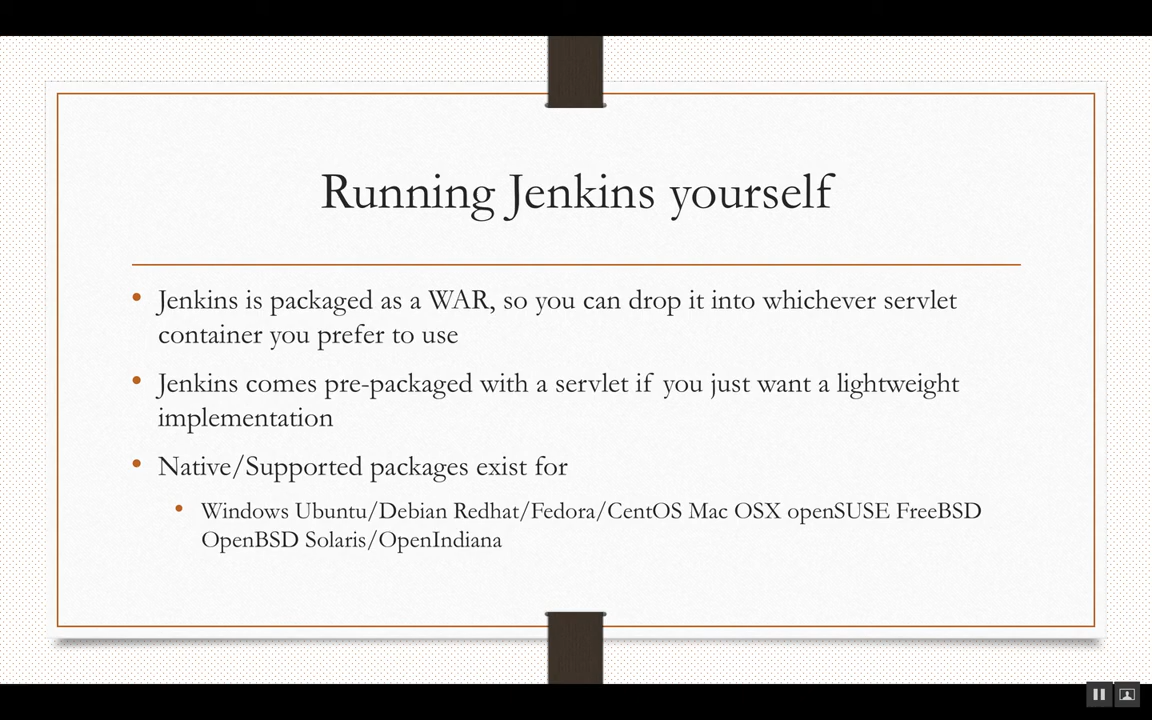 Running Jenkins yourself
• Jenkins is packaged as a WAR, so you can drop it into whichever servlet
container you prefer to use
• Jenkins comes pre-packaged with a servlet if you just want a lightweight
implementation
• Native/Supported packages exist for
• Windows Ubuntu/Debian Redhat/Fedora/CentOS Mac OSX openSUSE FreeBSD
OpenBSD Solaris/OpenIndiana